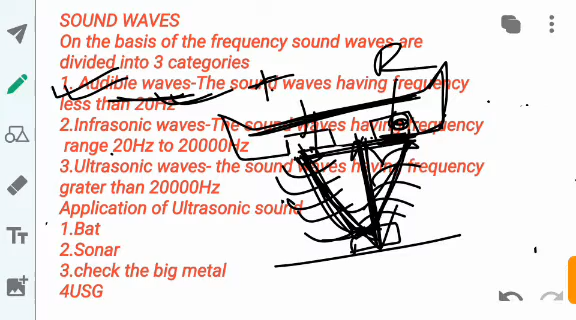 SOUND WAVES
On the basis of the frequency sound waves are
divided into 3 categories
1. Audible waves-The sound waves having frequency
less than 20Hz
2.Infrasonic waves-The sound waves having frequency
range 20Hz to 20000Hz
3.Ultrasonic waves- the sound waves having frequency
grater than 20000Hz
Application of Ultrasonic sound
1.Bat
2.Sonar
3.check the big metal
4USG